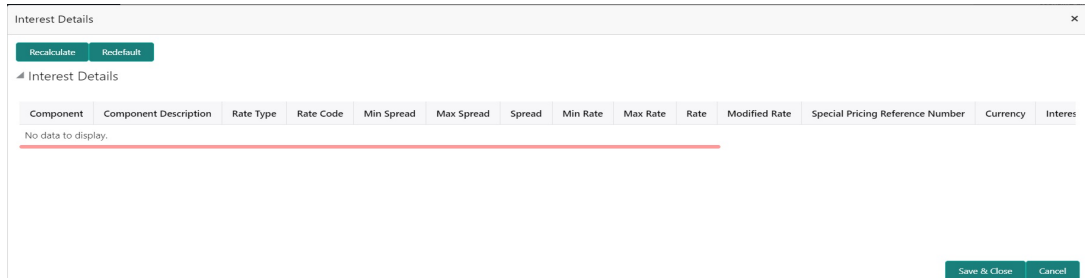 Interest Details ×
Recalculate Redefault
Interest Details
Component Component Description Rate Type Rate Code Min Spread Max Spread Spread Min Rate Max Rate Rate Modified Rate Special Pricing Reference Number Currency Interes
No data to display.
Save & Close Cancel